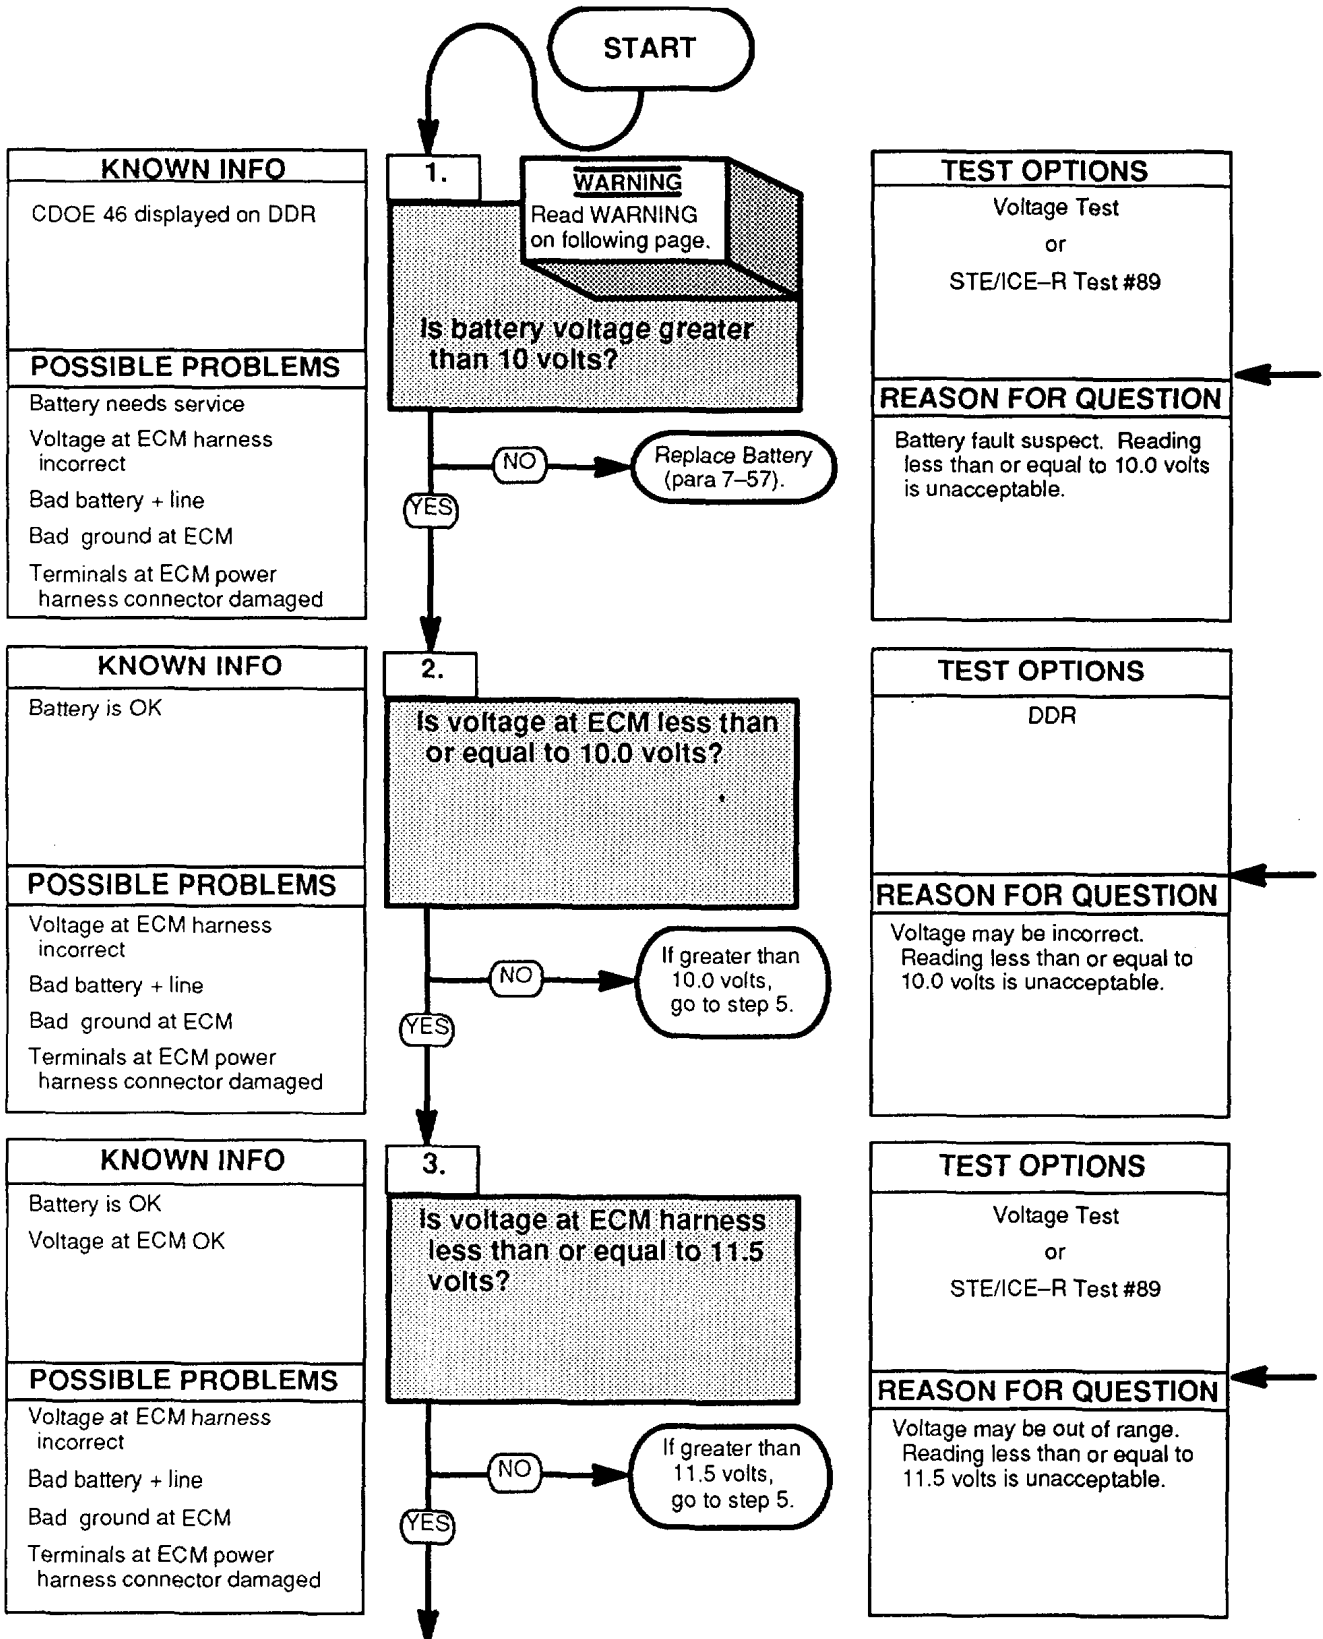 START
KNOWN INFO
CDOE 46 displayed on DDR
POSSIBLE PROBLEMS
Battery needs service
Voltage at ECM harness
incorrect
Bad battery + line
Bad ground at ECM
Terminals at ECM power
harness connector damaged
1.
WARNING
Read WARNING
on following page.
Is battery voltage greater
than 10 volts?
NO
Replace Battery
(para 7–57).
YES
TEST OPTIONS
Voltage Test
or
STE/ICE–R Test #89
REASON FOR QUESTION
Battery fault suspect. Reading
less than or equal to 10.0 volts
is unacceptable.
KNOWN INFO
Battery is OK
POSSIBLE PROBLEMS
Voltage at ECM harness
incorrect
Bad battery + line
Bad ground at ECM
Terminals at ECM power
harness connector damaged
2.
Is voltage at ECM less than
or equal to 10.0 volts?
NO
If greater than
10.0 volts,
go to step 5.
YES
TEST OPTIONS
DDR
REASON FOR QUESTION
Voltage may be incorrect.
Reading less than or equal to
10.0 volts is unacceptable.
KNOWN INFO
Battery is OK
Voltage at ECM OK
POSSIBLE PROBLEMS
Voltage at ECM harness
incorrect
Bad battery + line
Bad ground at ECM
Terminals at ECM power
harness connector damaged
3.
Is voltage at ECM harness
less than or equal to 11.5
volts?
NO
If greater than
11.5 volts,
go to step 5.
YES
TEST OPTIONS
Voltage Test
or
STE/ICE–R Test #89
REASON FOR QUESTION
Voltage may be out of range.
Reading less than or equal to
11.5 volts is unacceptable.